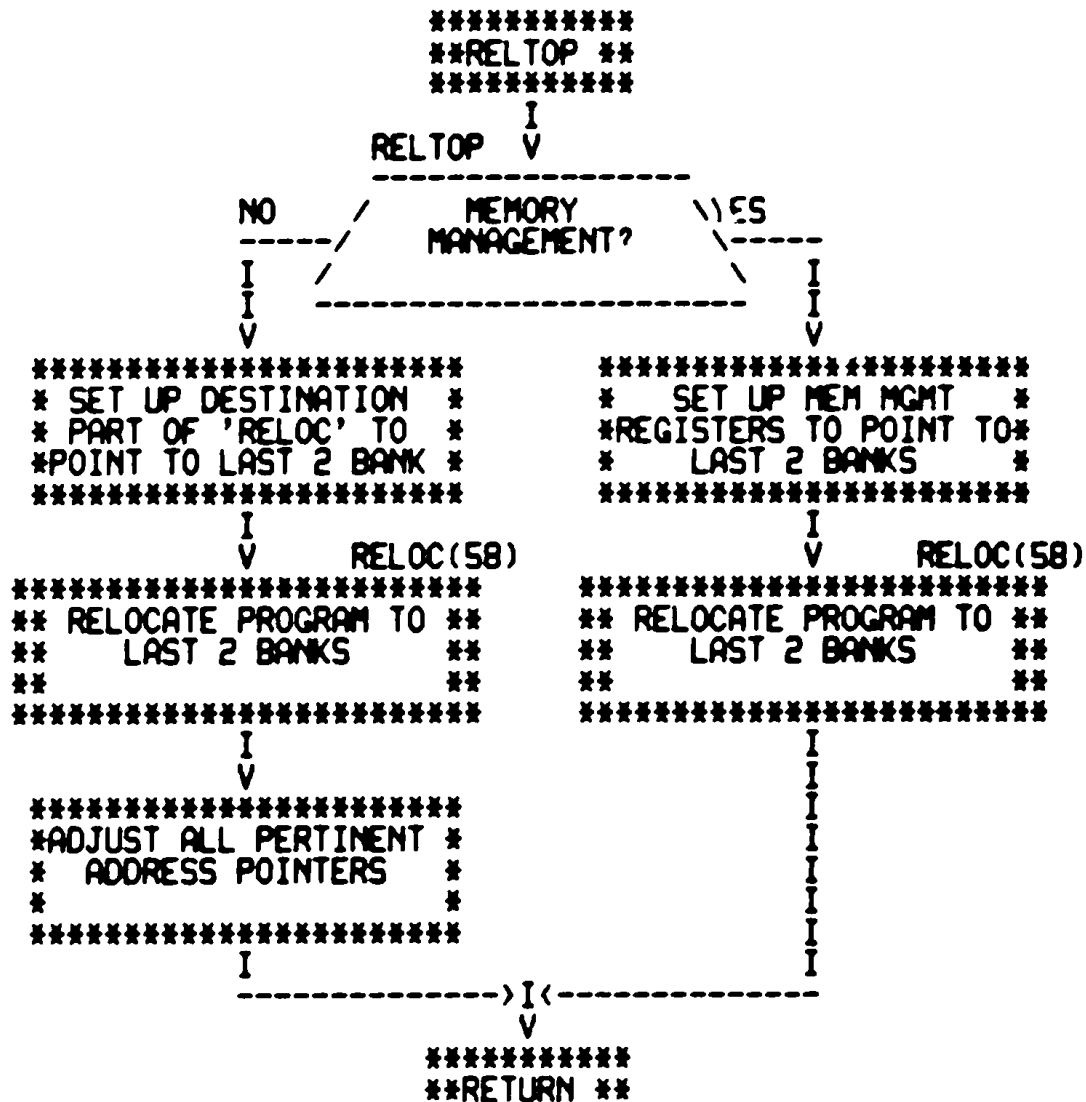 ***********
**RELTOP **
***********
I
RELTOP V
-----------------
NO / MEMORY \YES
-----/ MANAGEMENT? \-----
I / \ I
I ----------------------- I
V V
*********************** ***********************
* SET UP DESTINATION * * SET UP MEM MGMT *
* PART OF 'RELOC' TO * *REGISTERS TO POINT TO*
*POINT TO LAST 2 BANK * * LAST 2 BANKS *
*********************** ***********************
I I
V RELOC(58) V RELOC(58)
************************* *************************
** RELOCATE PROGRAM TO ** ** RELOCATE PROGRAM TO **
** LAST 2 BANKS ** ** LAST 2 BANKS **
** ** ** **
************************* *************************
I I
V I
*********************** I
*ADJUST ALL PERTINENT * I
* ADDRESS POINTERS * I
* * I
*********************** I
I I
--------------->I<---------------
V
***********
**RETURN **